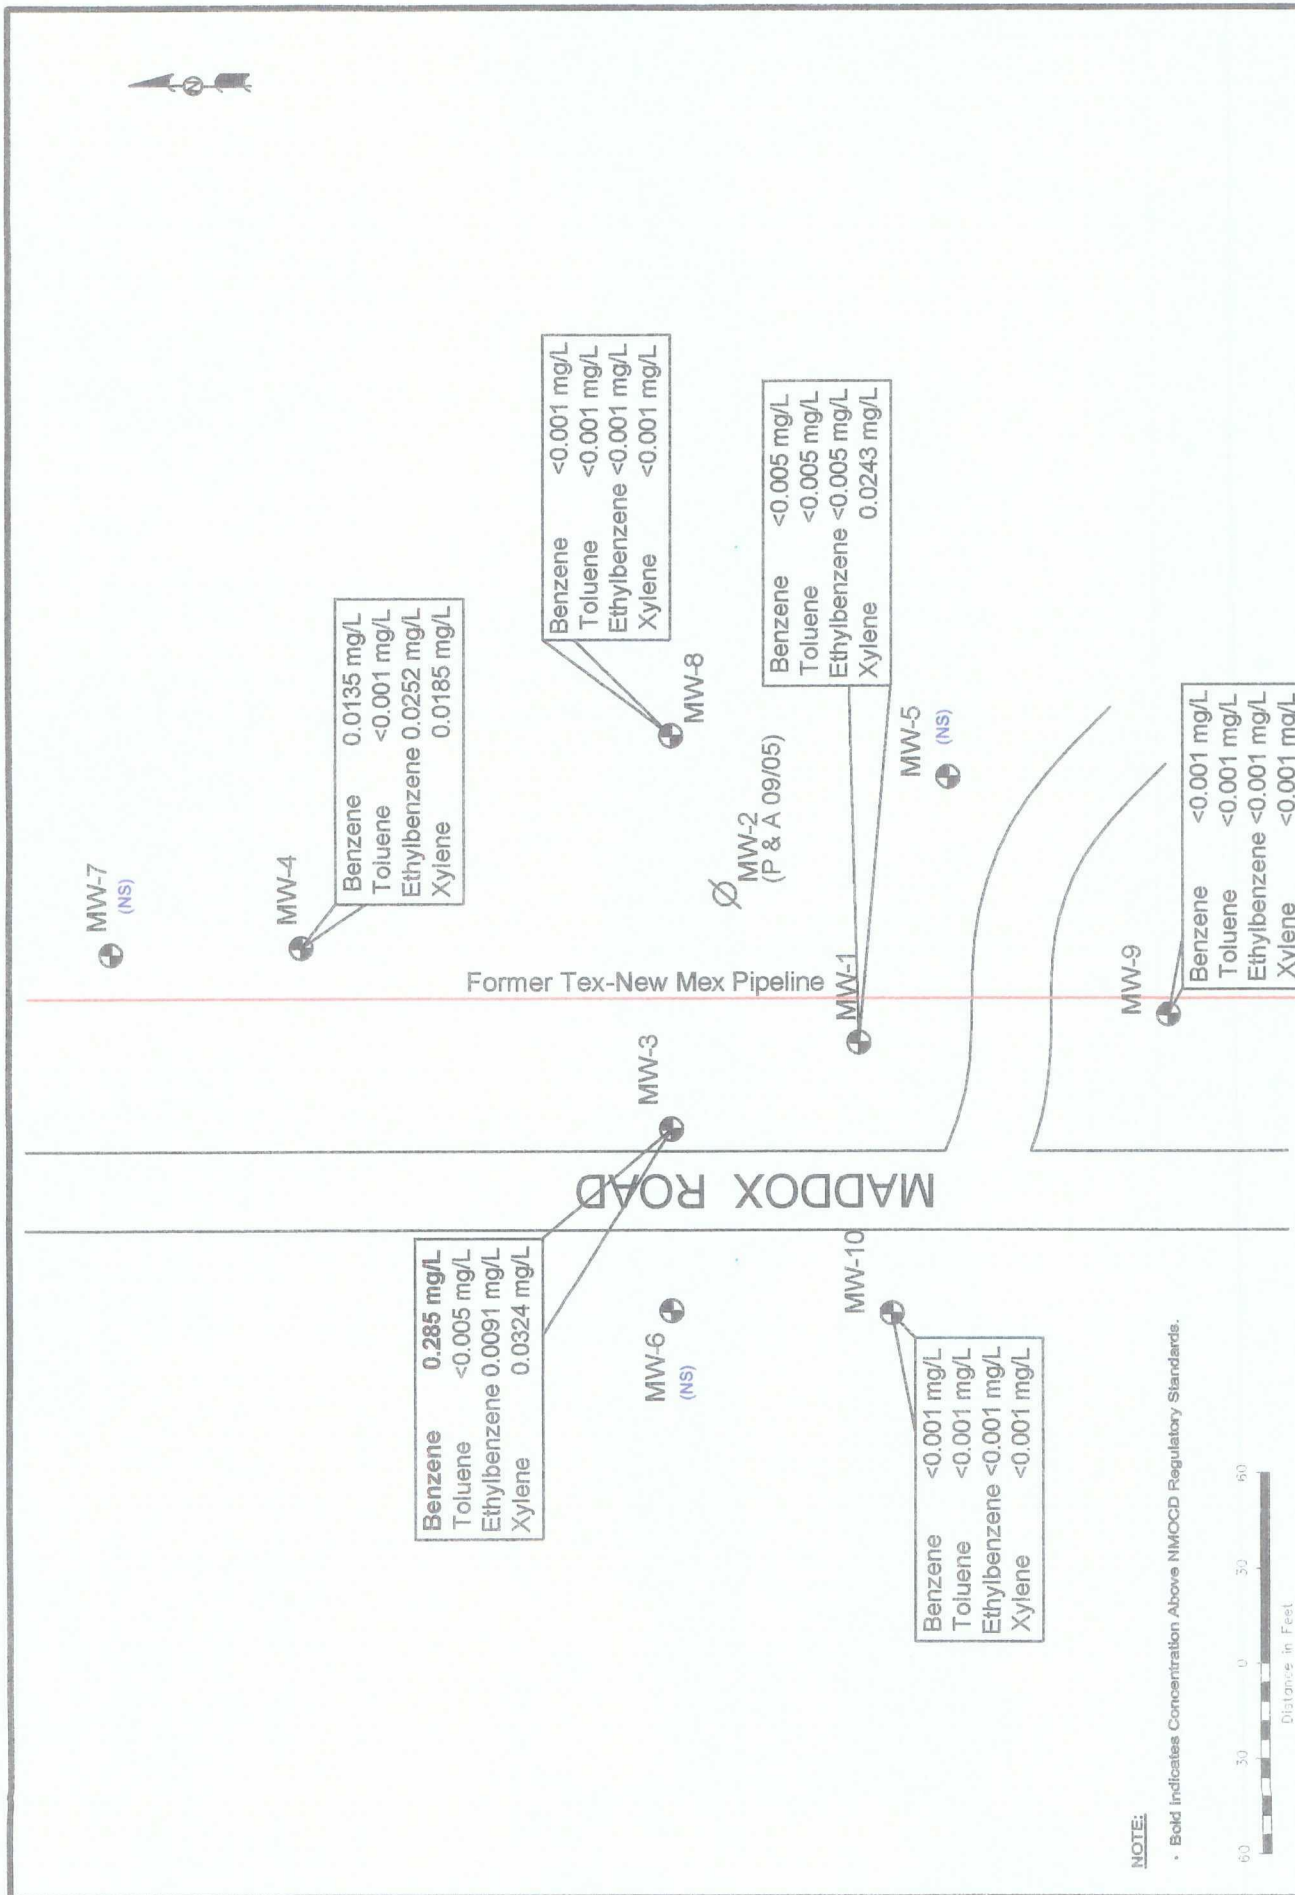 N
MW-7
(NS)
MW-4
Benzene 0.0135 mg/L
Toluene <0.001 mg/L
Ethylbenzene 0.0252 mg/L
Xylene 0.0185 mg/L
Benzene 0.285 mg/L
Toluene <0.005 mg/L
Ethylbenzene 0.0091 mg/L
Xylene 0.0324 mg/L
Former Tex-New Mex Pipeline
Benzene <0.001 mg/L
Toluene <0.001 mg/L
Ethylbenzene <0.001 mg/L
Xylene <0.001 mg/L
MW-8
MW-3
MW-6
(NS)
MADDOX ROAD
MW-2
(P & A 09/05)
Benzene <0.005 mg/L
Toluene <0.005 mg/L
Ethylbenzene <0.005 mg/L
Xylene 0.0243 mg/L
MW-1
MW-10
MW-5
(NS)
Benzene <0.001 mg/L
Toluene <0.001 mg/L
Ethylbenzene <0.001 mg/L
Xylene <0.001 mg/L
MW-9
Benzene <0.001 mg/L
Toluene <0.001 mg/L
Ethylbenzene <0.001 mg/L
Xylene <0.001 mg/L
NOTE:
• Bold Indicates Concentration Above NMOCD Regulatory Standards.
60 30 0 30 60
Distance in Feet